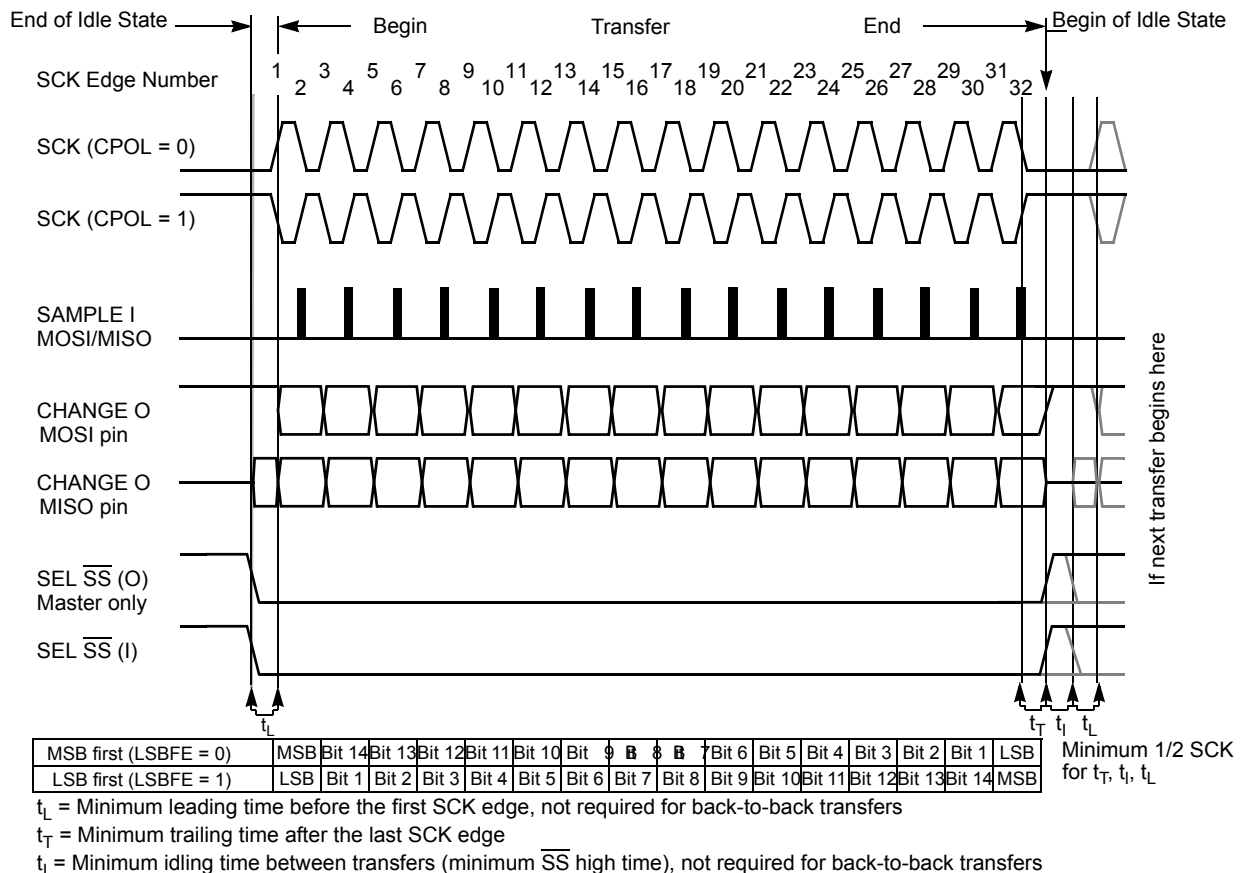 End of Idle State
Begin
Transfer
End
Begin of Idle State
SCK Edge Number
1 3 5 7 9 11 13 15 17 19 21 23 25 27 29 31
2 4 6 8 10 12 14 16 18 20 22 24 26 28 30 32
SCK (CPOL = 0)
SCK (CPOL = 1)
SAMPLE I
MOSI/MISO
CHANGE O
MOSI pin
CHANGE O
MISO pin
SEL SS (O)
Master only
SEL SS (I)
If next transfer begins here
tL
tT tI tL
MSB first (LSBFE = 0) MSB Bit 14 Bit 13 Bit 12 Bit 11 Bit 10 Bit 9 8 7 Bit 6 Bit 5 Bit 4 Bit 3 Bit 2 Bit 1 LSB
LSB first (LSBFE = 1) LSB Bit 1 Bit 2 Bit 3 Bit 4 Bit 5 Bit 6 Bit 7 Bit 8 Bit 9 Bit 10 Bit 11 Bit 12 Bit 13 Bit 14 MSB
Minimum 1/2 SCK
for tT, tI, tL
tL = Minimum leading time before the first SCK edge, not required for back-to-back transfers
tT = Minimum trailing time after the last SCK edge
tI = Minimum idling time between transfers (minimum SS high time), not required for back-to-back transfers